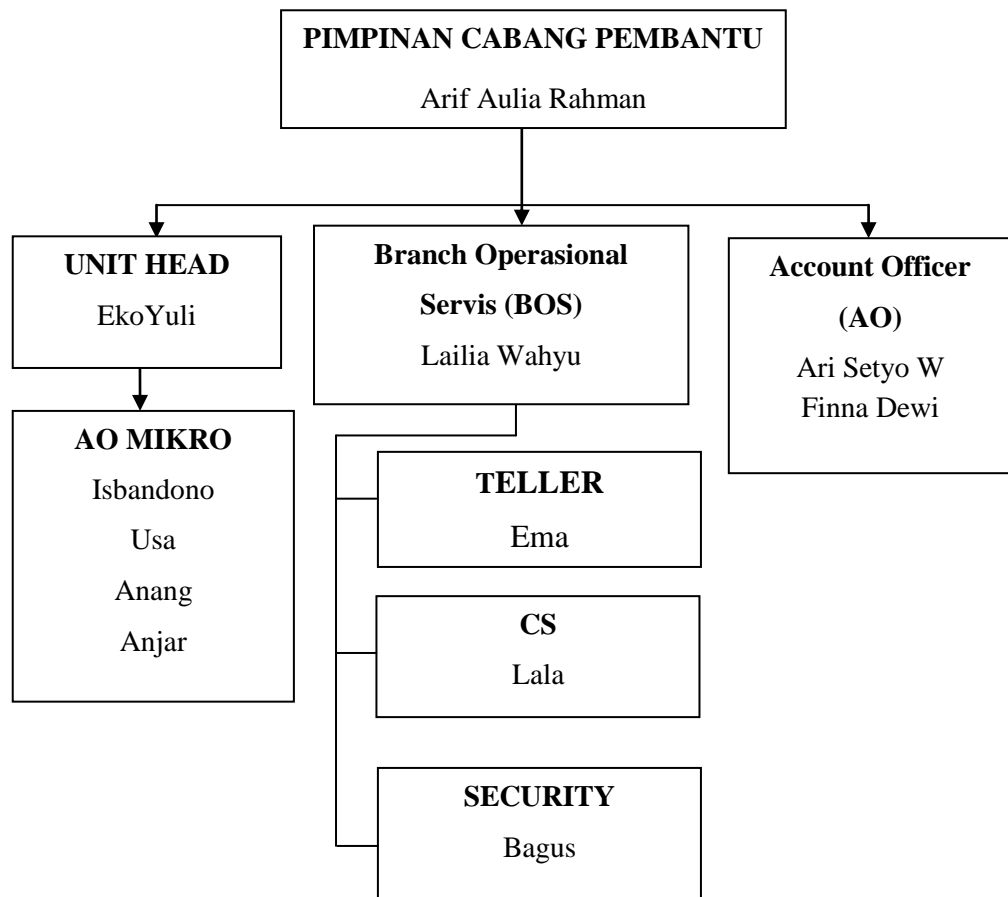 PIMPINAN CABANG PEMBANTU
Arif Aulia Rahman
UNIT HEAD
EkoYuli
Branch Operasional
Servis (BOS)
Lailia Wahyu
Account Officer
(AO)
Ari Setyo W
Finna Dewi
AO MIKRO
Isbandono
Usa
Anang
Anjar
TELLER
Ema
CS
Lala
SECURITY
Bagus